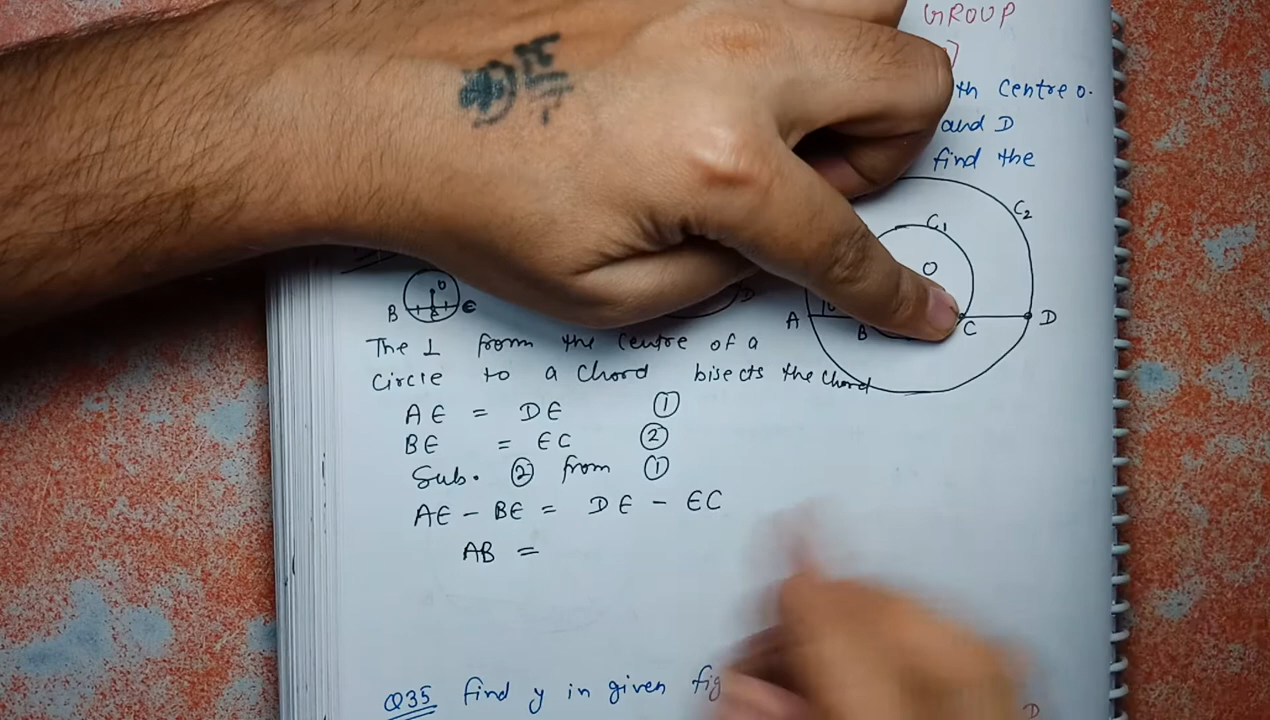 GROUP
th Centre O.
and D
find the
C2
C1
O
O
B E C
D
A B C D
The ⊥ from the Centre of a
Circle to a Chord bisects the Chord
AE = DE ①
BE = EC ②
Sub. ② from ①
AE - BE = DE - EC
AB =
Q35 find y in given fig
D